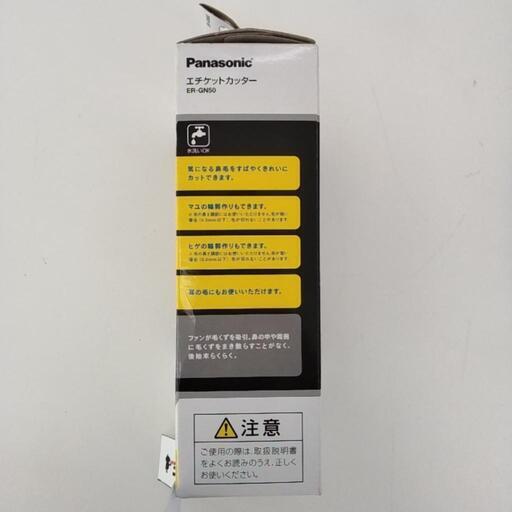 Panasonic
エチケットカッター
ER-GN50
水洗いOK
気になる鼻毛をすばやくきれいに
カットできます。
マユの輪郭作りもできます。
ヒゲの輪郭作りもできます。
耳の毛にもお使いいただけます。
ファンが毛くずを吸引。鼻の中や周囲
に毛くずをまき散らすことがなく、
後始末らくらく。
注意
ご使用の際は、取扱説明書
をよくお読みのうえ、正しく
お使いください。